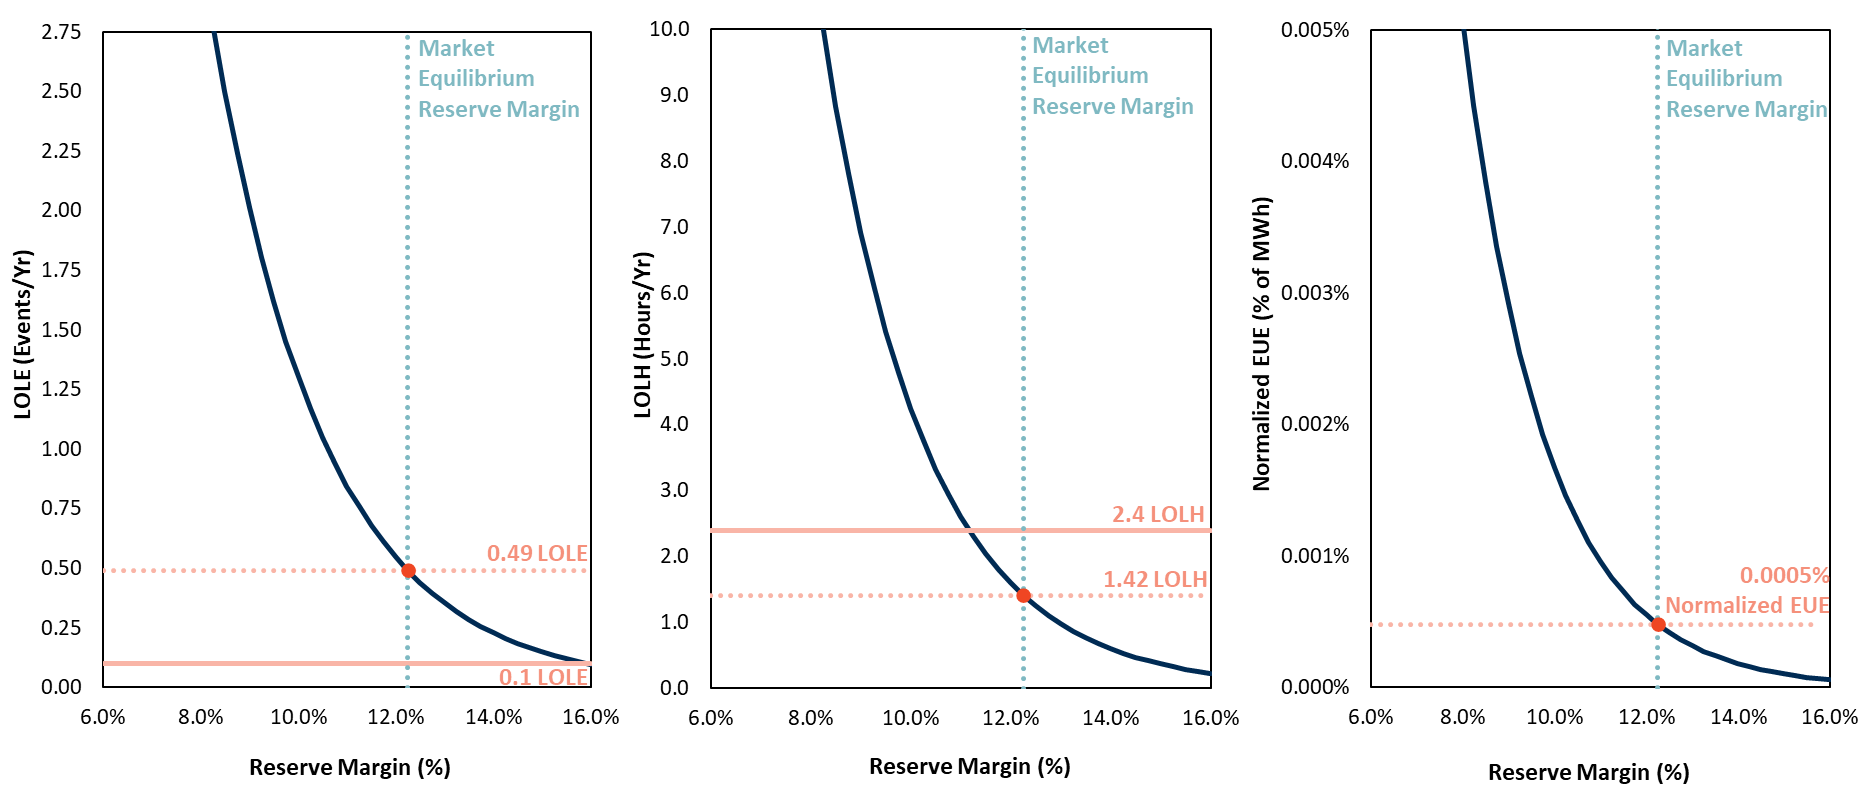 LOLE (Events/Yr)
2.75
2.50
2.25
2.00
1.75
1.50
1.25
1.00
0.75
0.50
0.25
0.00
Market
Equilibrium
Reserve Margin
0.49 LOLE
0.1 LOLE
6.0% 8.0% 10.0% 12.0% 14.0% 16.0%
Reserve Margin (%)
LOLH (Hours/Yr)
10.0
9.0
8.0
7.0
6.0
5.0
4.0
3.0
2.0
1.0
0.0
Market
Equilibrium
Reserve Margin
2.4 LOLH
1.42 LOLH
6.0% 8.0% 10.0% 12.0% 14.0% 16.0%
Reserve Margin (%)
Normalized EUE (% of MWh)
0.005%
0.004%
0.003%
0.002%
0.001%
0.000%
Market
Equilibrium
Reserve Margin
0.0005%
Normalized EUE
6.0% 8.0% 10.0% 12.0% 14.0% 16.0%
Reserve Margin (%)